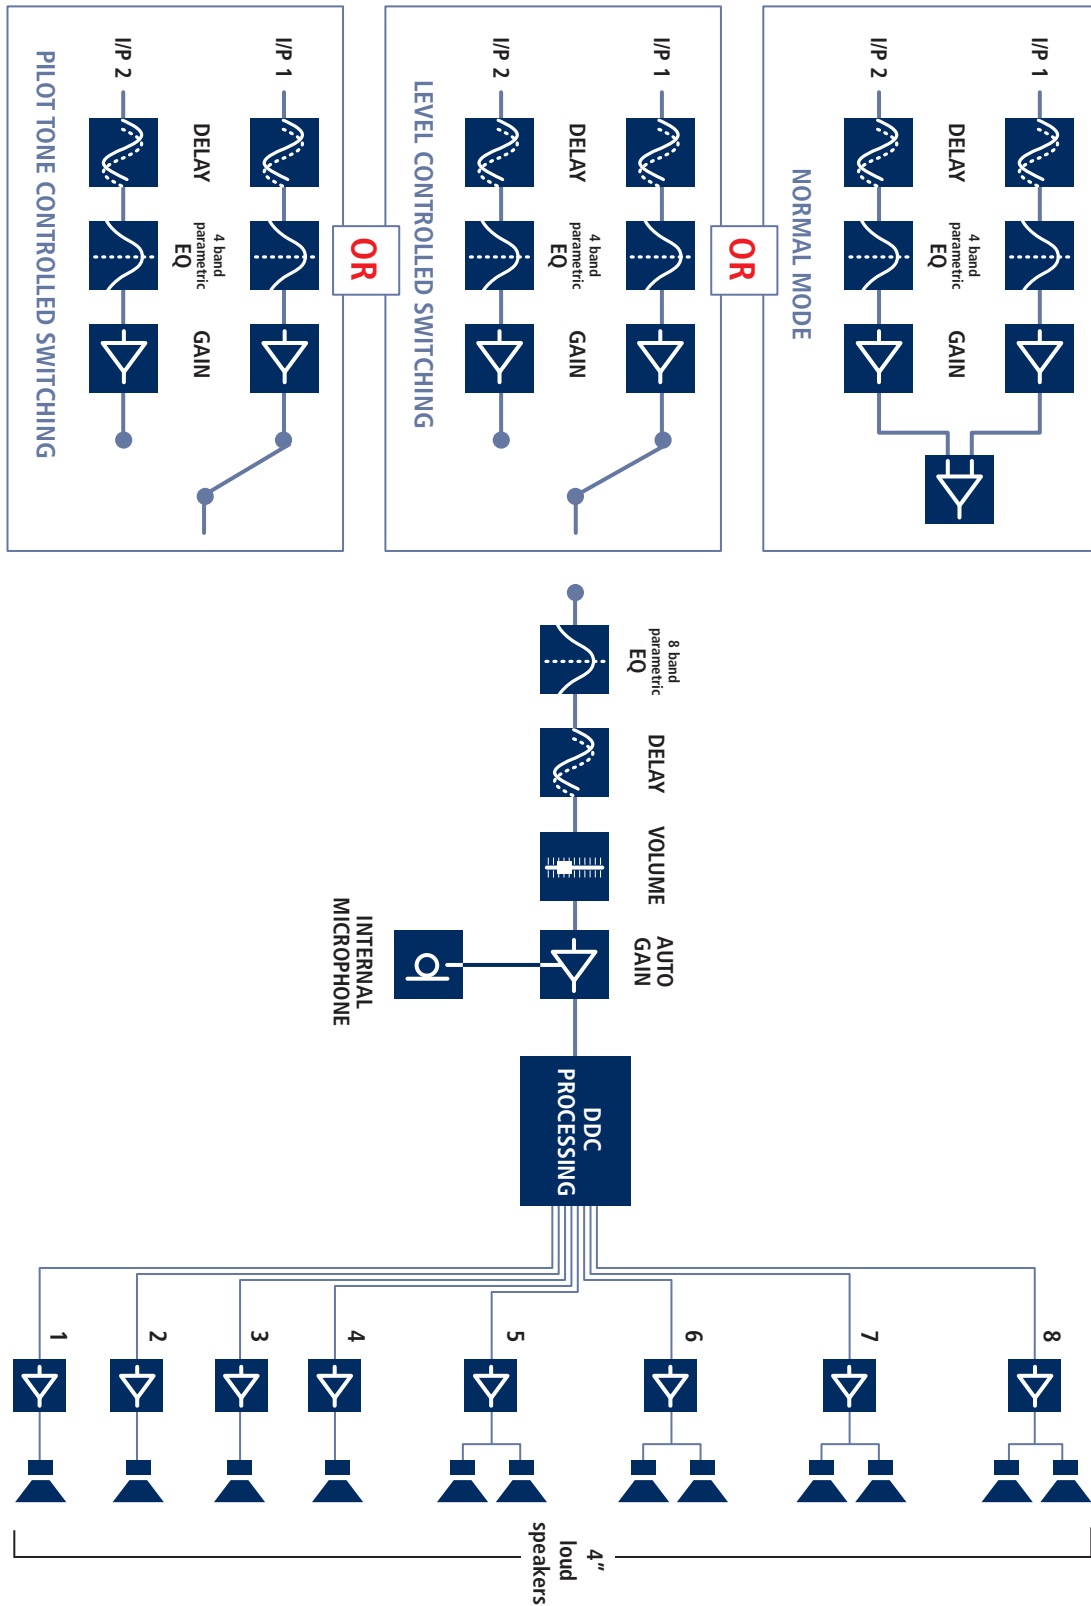 I/P 1
DELAY
4 band
parametric
EQ
GAIN
I/P 2
NORMAL MODE
OR
I/P 1
DELAY
4 band
parametric
EQ
GAIN
I/P 2
LEVEL CONTROLLED SWITCHING
OR
I/P 1
DELAY
4 band
parametric
EQ
GAIN
I/P 2
PILOT TONE CONTROLLED SWITCHING
8 band
parametric
EQ
DELAY
VOLUME
AUTO
GAIN
INTERNAL
MICROPHONE
DDC
PROCESSING
8
7
6
5
4
3
2
1
4"
loud
speakers